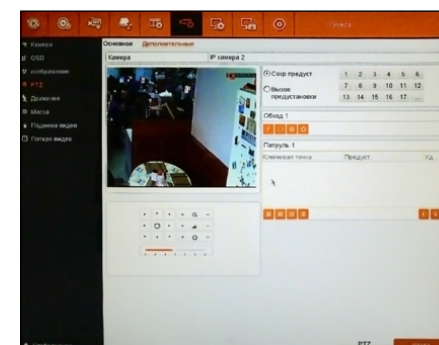 Камера
OSD
Изображение
PTZ
Движение
Маска
Подмена видео
Потеря видео
Основная Дополнительные
Камера IP камера 2
Сохр предуст
Вызов предустановки
1 2 3 4 5 6
7 8 9 10 11 12
13 14 15 16 17 ...
Обход 1
Патруль 1
Ключевая точка Предуст
PTZ